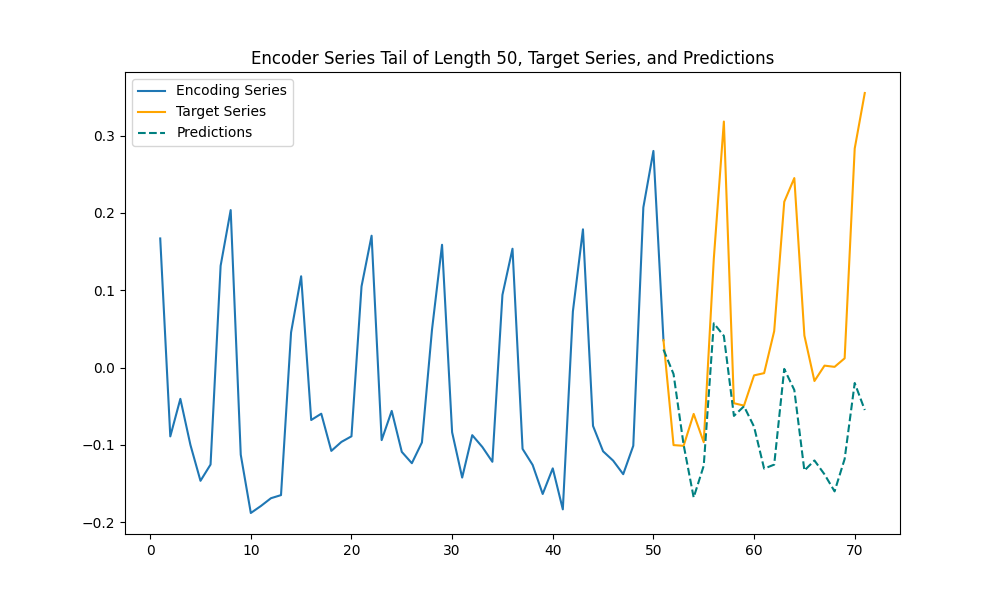 Encoder Series Tail of Length 50, Target Series, and Predictions
Encoding Series
Target Series
Predictions
0.3
0.2
0.1
0.0
−0.1
−0.2
0 10 20 30 40 50 60 70